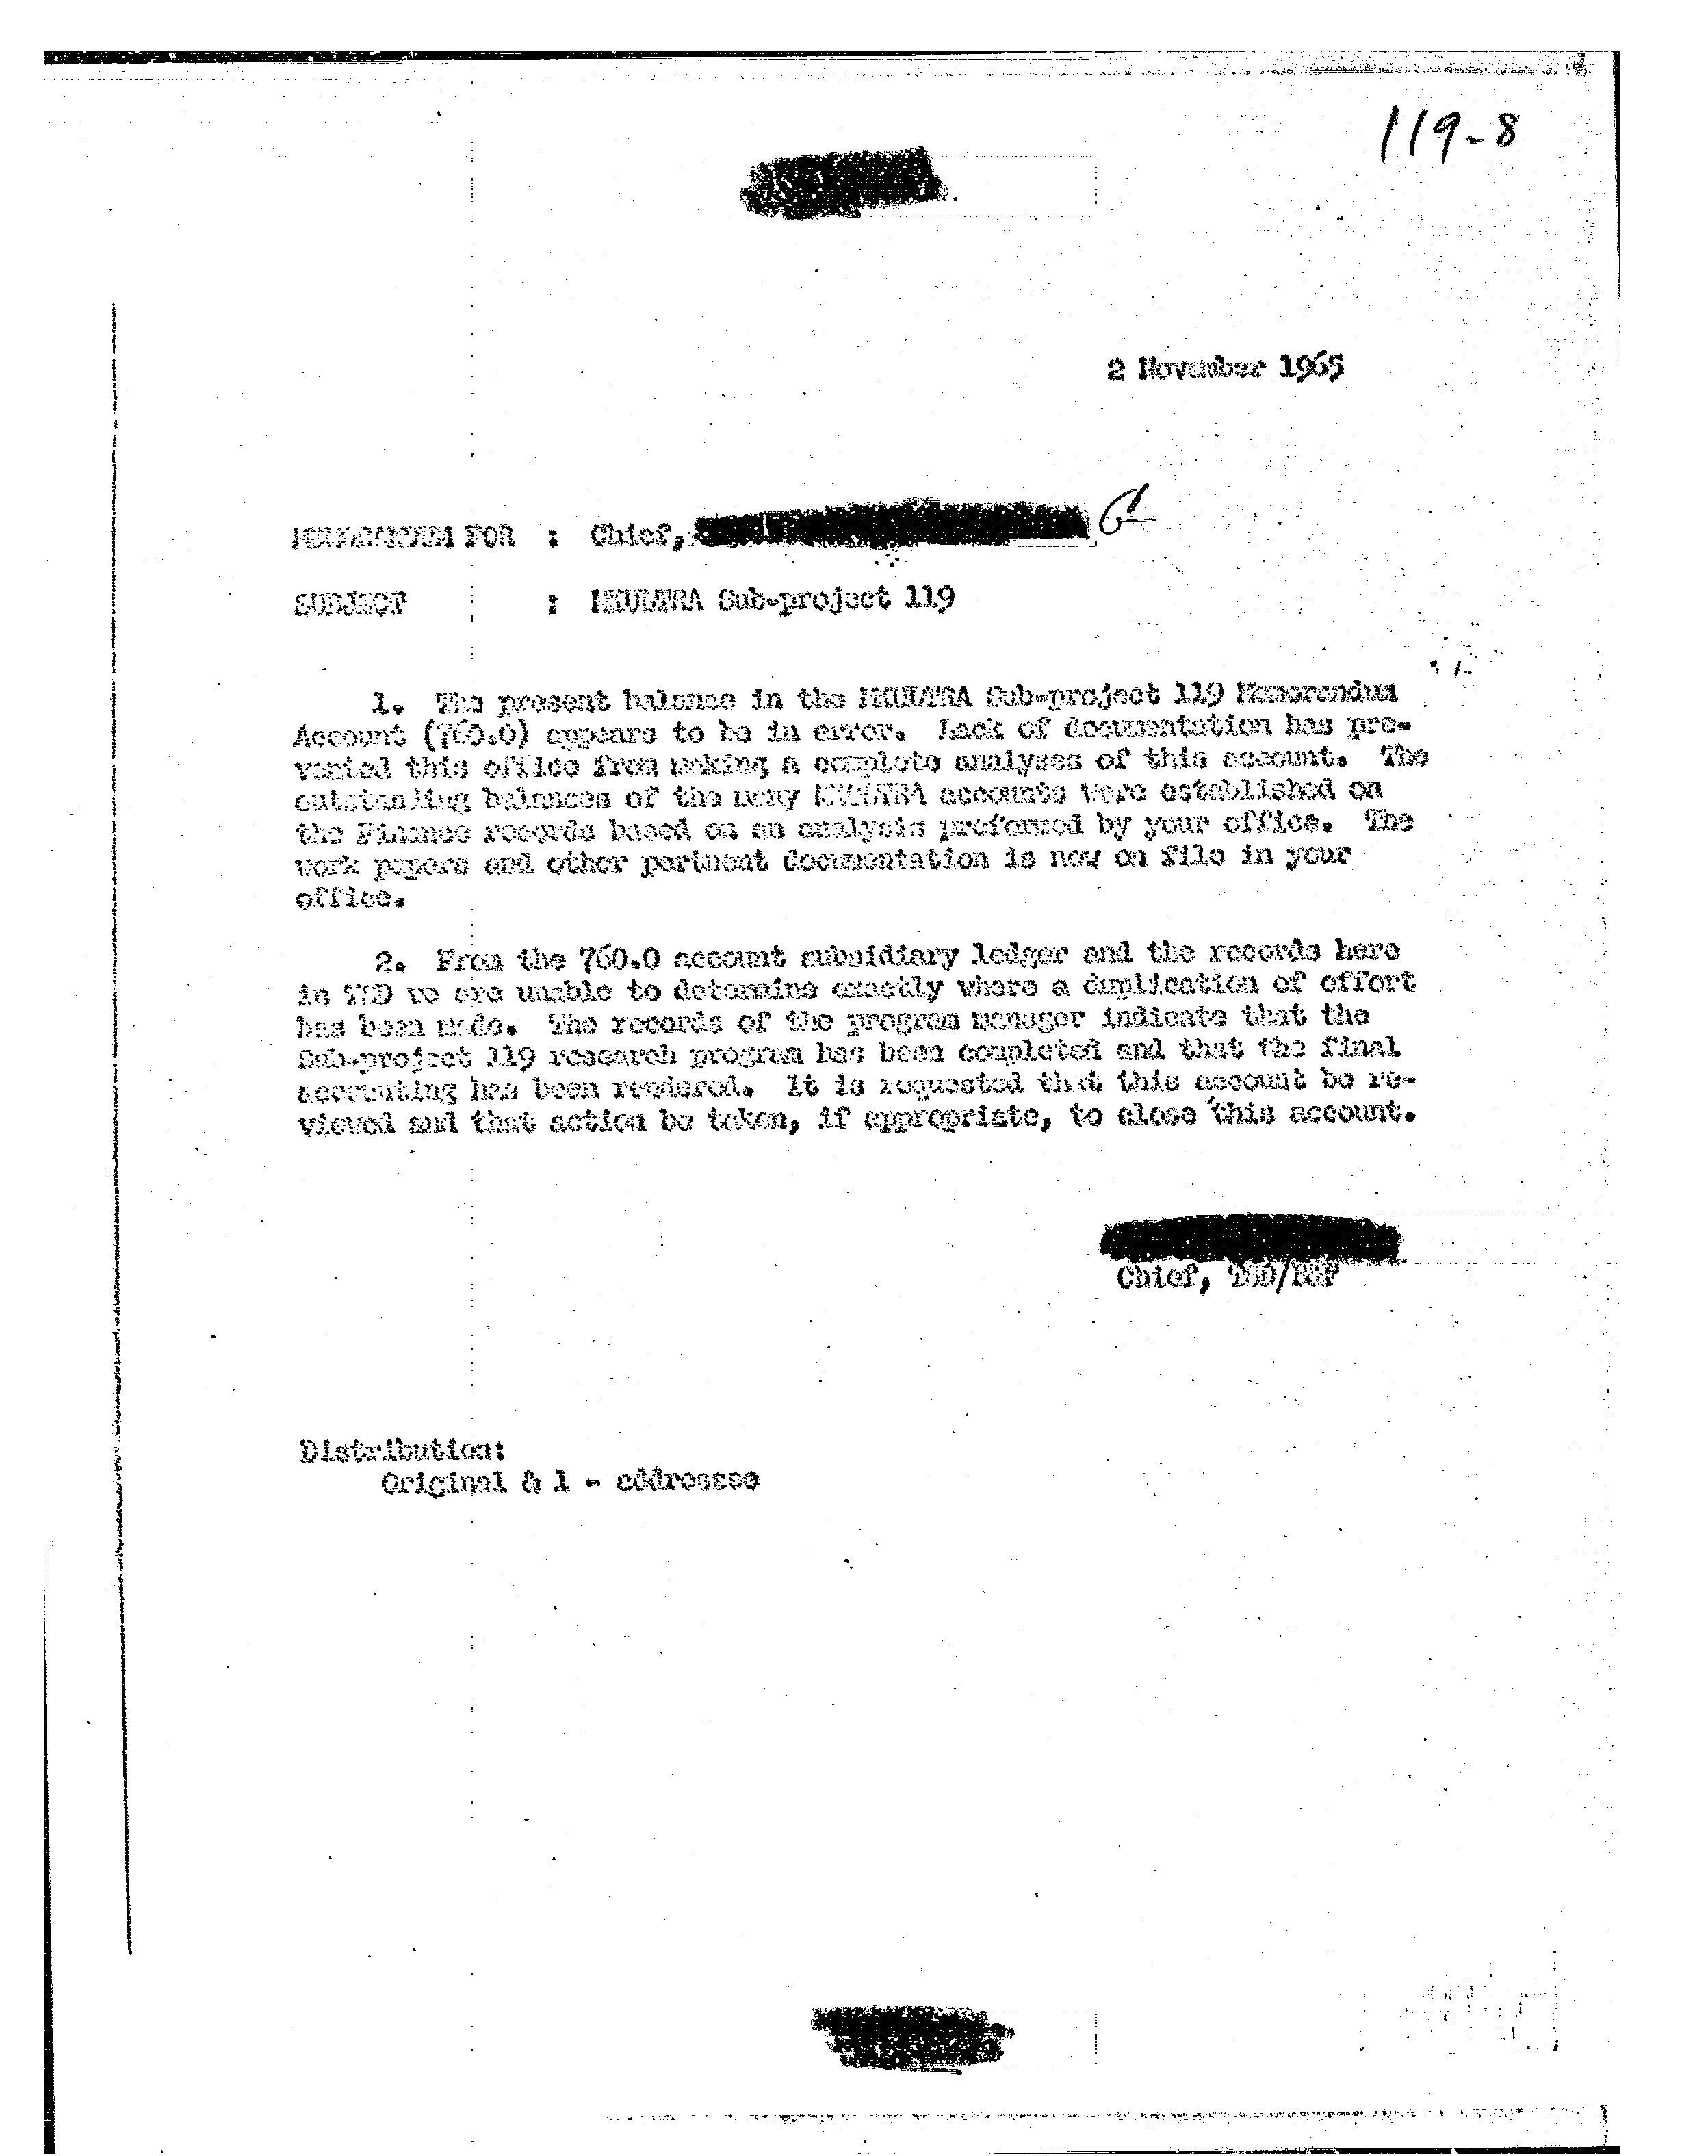 119-8
2 November 1965
MEMORANDUM FOR : Chief,
SUBJECT : MKULTRA Sub-project 119
1. The present balance in the MKULTRA Sub-project 119 Memorandum
Account (760.0) appears to be in error. Lack of documentation has pre-
vented this office from making a complete analyses of this account. The
outstanding balances of the many MKULTRA accounts were established on
the Finance records based on an analysis preformed by your office. The
work papers and other pertnent documentation is now on file in your
office.
2. From the 760.0 account subsidiary ledger and the records here
in TSD we are unable to determine exactly where a duplication of effort
has been made. The records of the program manager indicate that the
Sub-project 119 research program has been completed and that the final
accounting has been rendered. It is requested that this account be re-
viewed and that action be taken, if appropriate, to close this account.
Chief,
Distribution:
Original & 1 - addressee